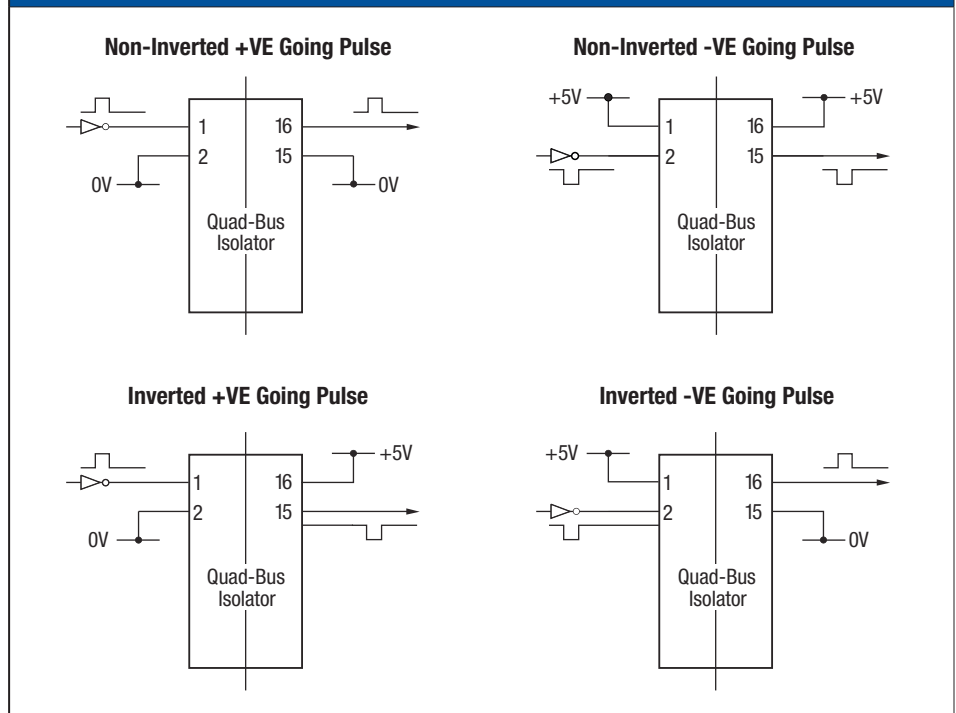 Non-Inverted +VE Going Pulse
1
16
2
15
0V
0V
Quad-Bus
Isolator
Non-Inverted -VE Going Pulse
+5V
+5V
1
16
2
15
Quad-Bus
Isolator
Inverted +VE Going Pulse
+5V
1
16
2
15
0V
Quad-Bus
Isolator
Inverted -VE Going Pulse
+5V
1
16
2
15
0V
Quad-Bus
Isolator